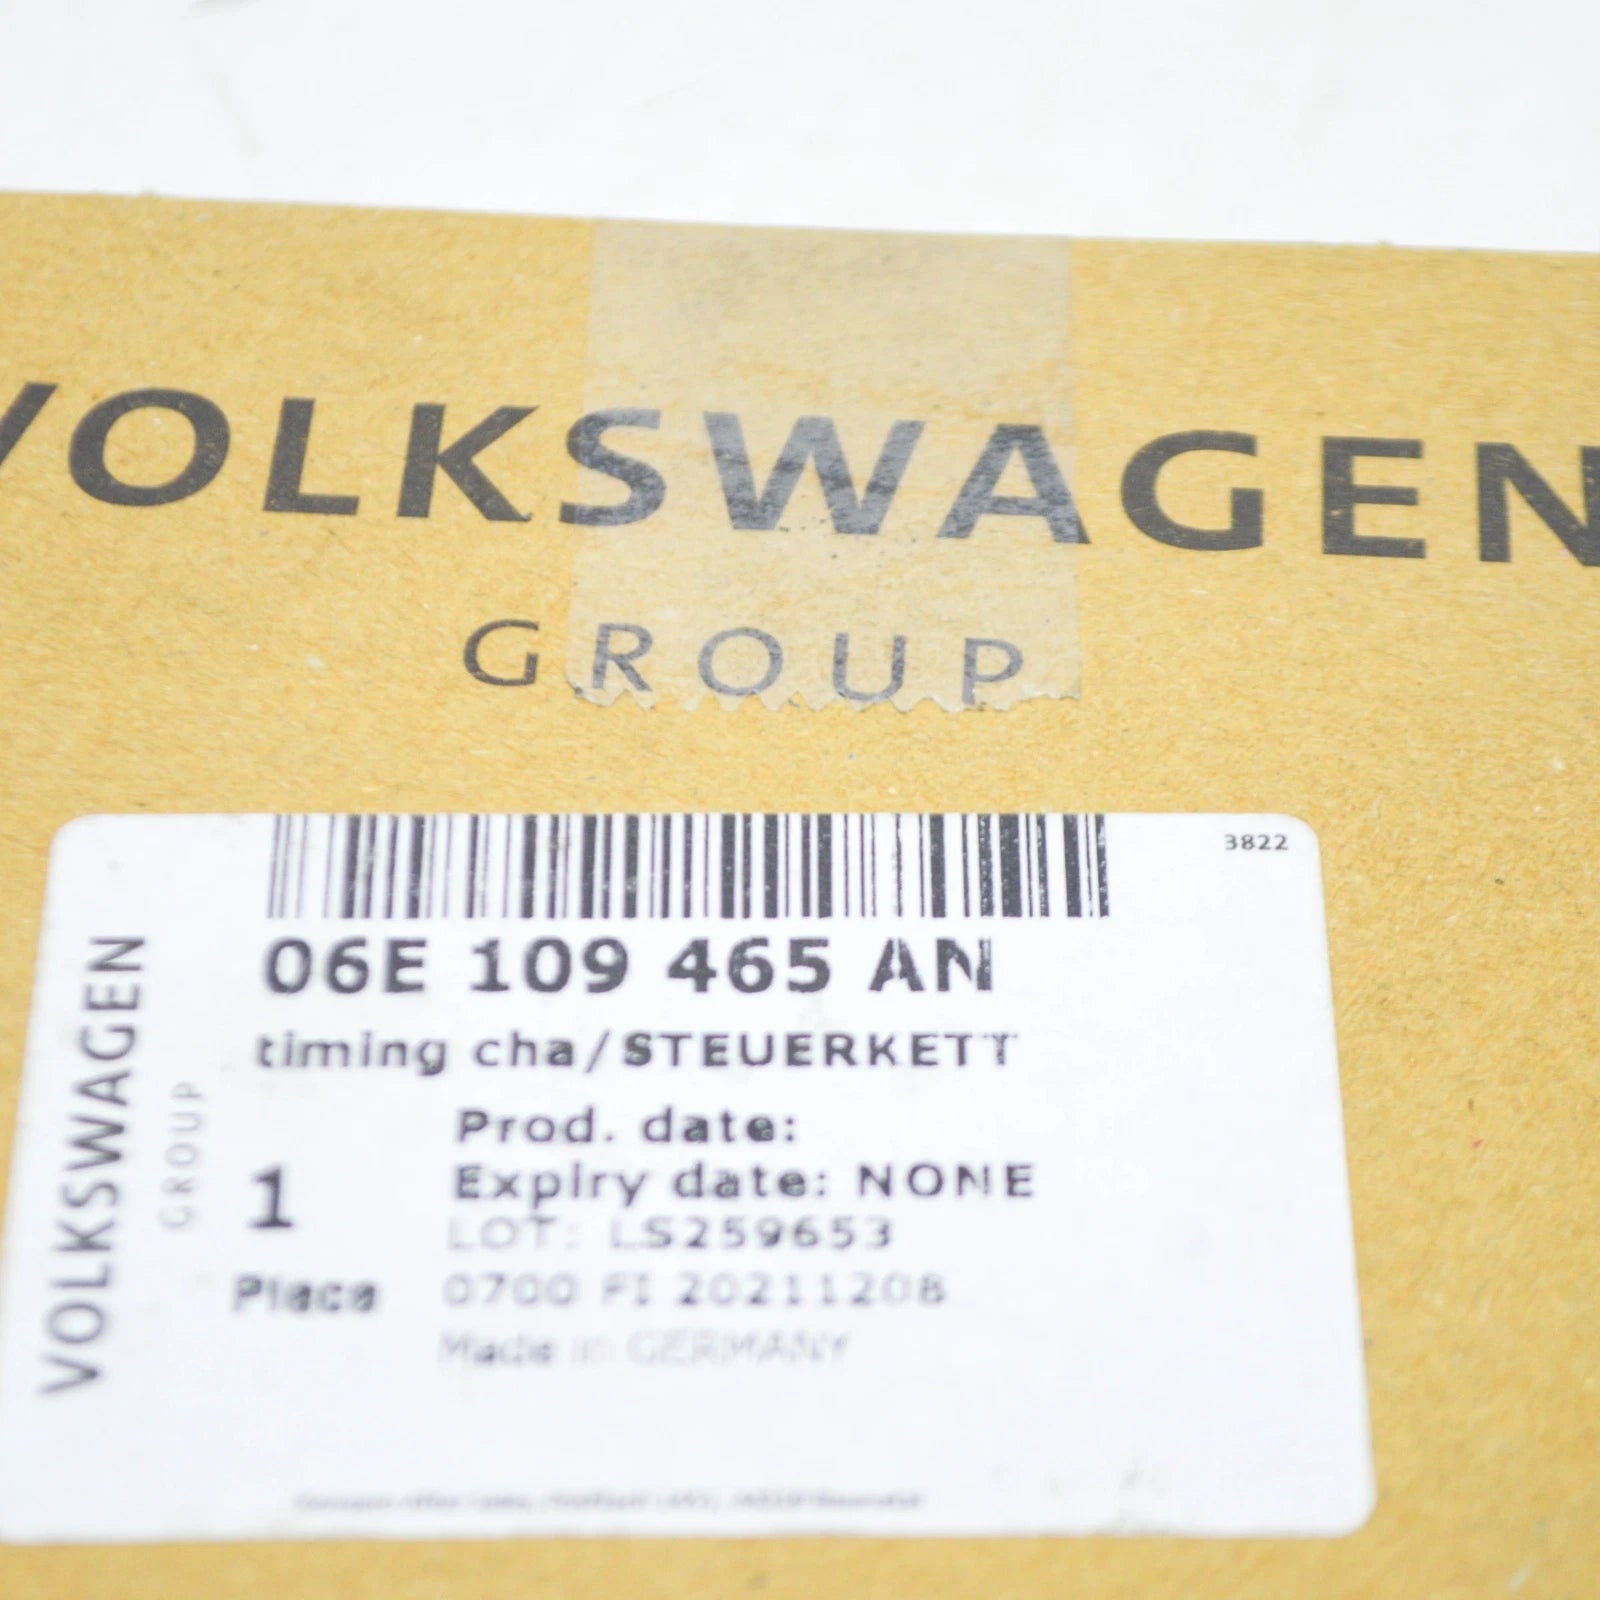 VOLKSWAGEN
GROUP
3822
06E 109 465 AN
timing cha/STEUERKETT
Prod. date:
Expiry date: NONE
1
LOT: LS259653
Piece
0700 FI 20211208
Made in GERMANY
VOLKSWAGEN
GROUP